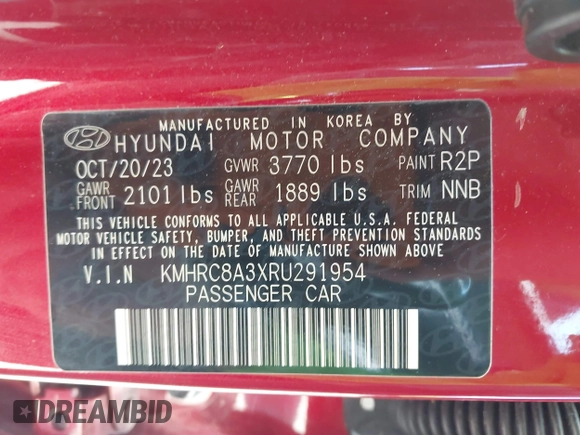 MANUFACTURED IN KOREA BY
HYUNDAI MOTOR COMPANY
OCT/20/23 GVWR 3770 lbs PAINT R2P
GAWR FRONT 2101 lbs GAWR REAR 1889 lbs TRIM NNB
THIS VEHICLE CONFORMS TO ALL APPLICABLE U.S.A. FEDERAL
MOTOR VEHICLE SAFETY, BUMPER, AND THEFT PREVENTION STANDARDS
IN EFFECT ON THE DATE OF MANUFACTURE SHOWN ABOVE
V.I.N KMHRC8A3XRU291954
PASSENGER CAR
DREAMBID